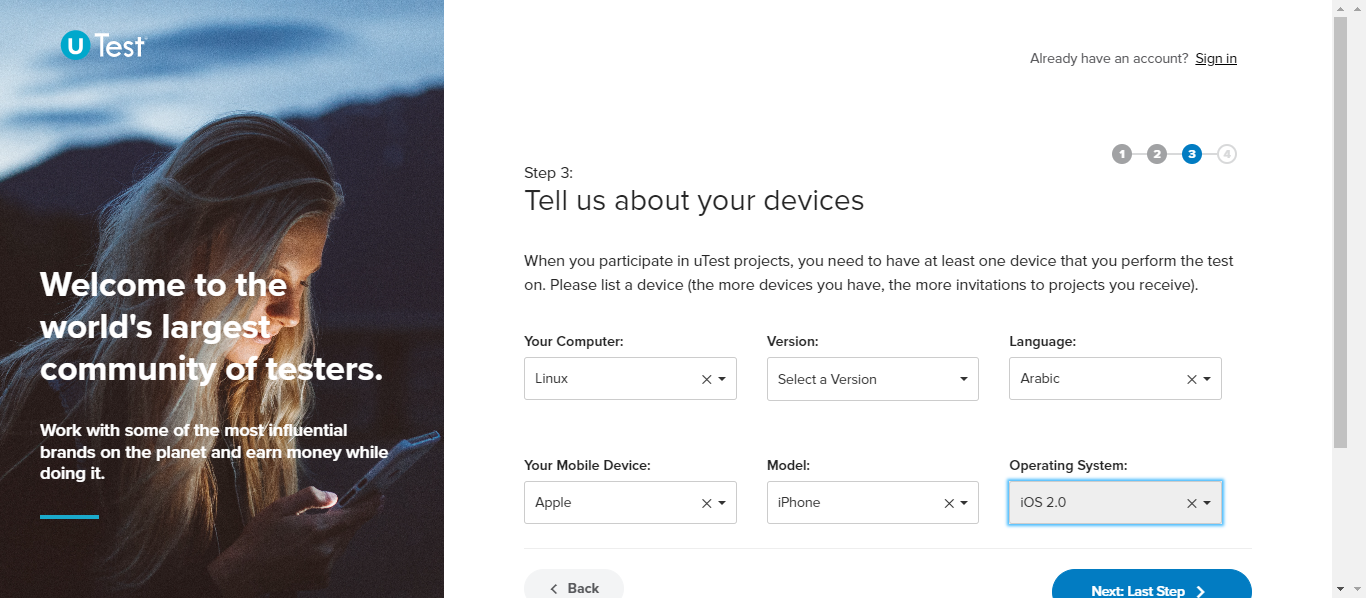 uTest
Already have an account? Sign in
1 2 3 4
Step 3:
Tell us about your devices
Welcome to the
world's largest
community of testers.
Work with some of the most influential
brands on the planet and earn money while
doing it.
When you participate in uTest projects, you need to have at least one device that you perform the test
on. Please list a device (the more devices you have, the more invitations to projects you receive).
Your Computer: Version: Language:
Linux Select a Version Arabic
Your Mobile Device: Model: Operating System:
Apple iPhone iOS 2.0
Back Next: Last Step